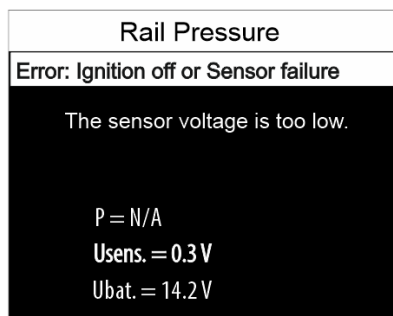 Rail Pressure
Error: Ignition off or Sensor failure
The sensor voltage is too low.
P = N/A
Usens. = 0.3 V
Ubat. = 14.2 V